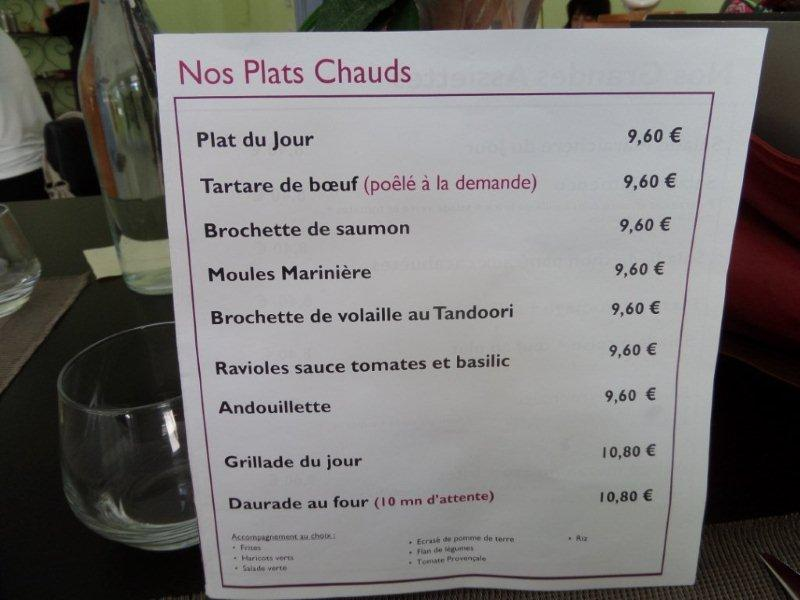 Nos Plats Chauds
Plat du Jour 9,60 €
Tartare de bœuf (poêlé à la demande) 9,60 €
Brochette de saumon 9,60 €
Moules Marinière 9,60 €
Brochette de volaille au Tandoori 9,60 €
Ravioles sauce tomates et basilic 9,60 €
Andouillette 9,60 €
Grillade du jour 10,80 €
Daurade au four (10 mn d'attente) 10,80 €
Accompagnement au choix :
• Frites
• Haricots verts
• Salade verte
• Ecrasé de pomme de terre
• Flan de légumes
• Tomate Provençale
• Riz